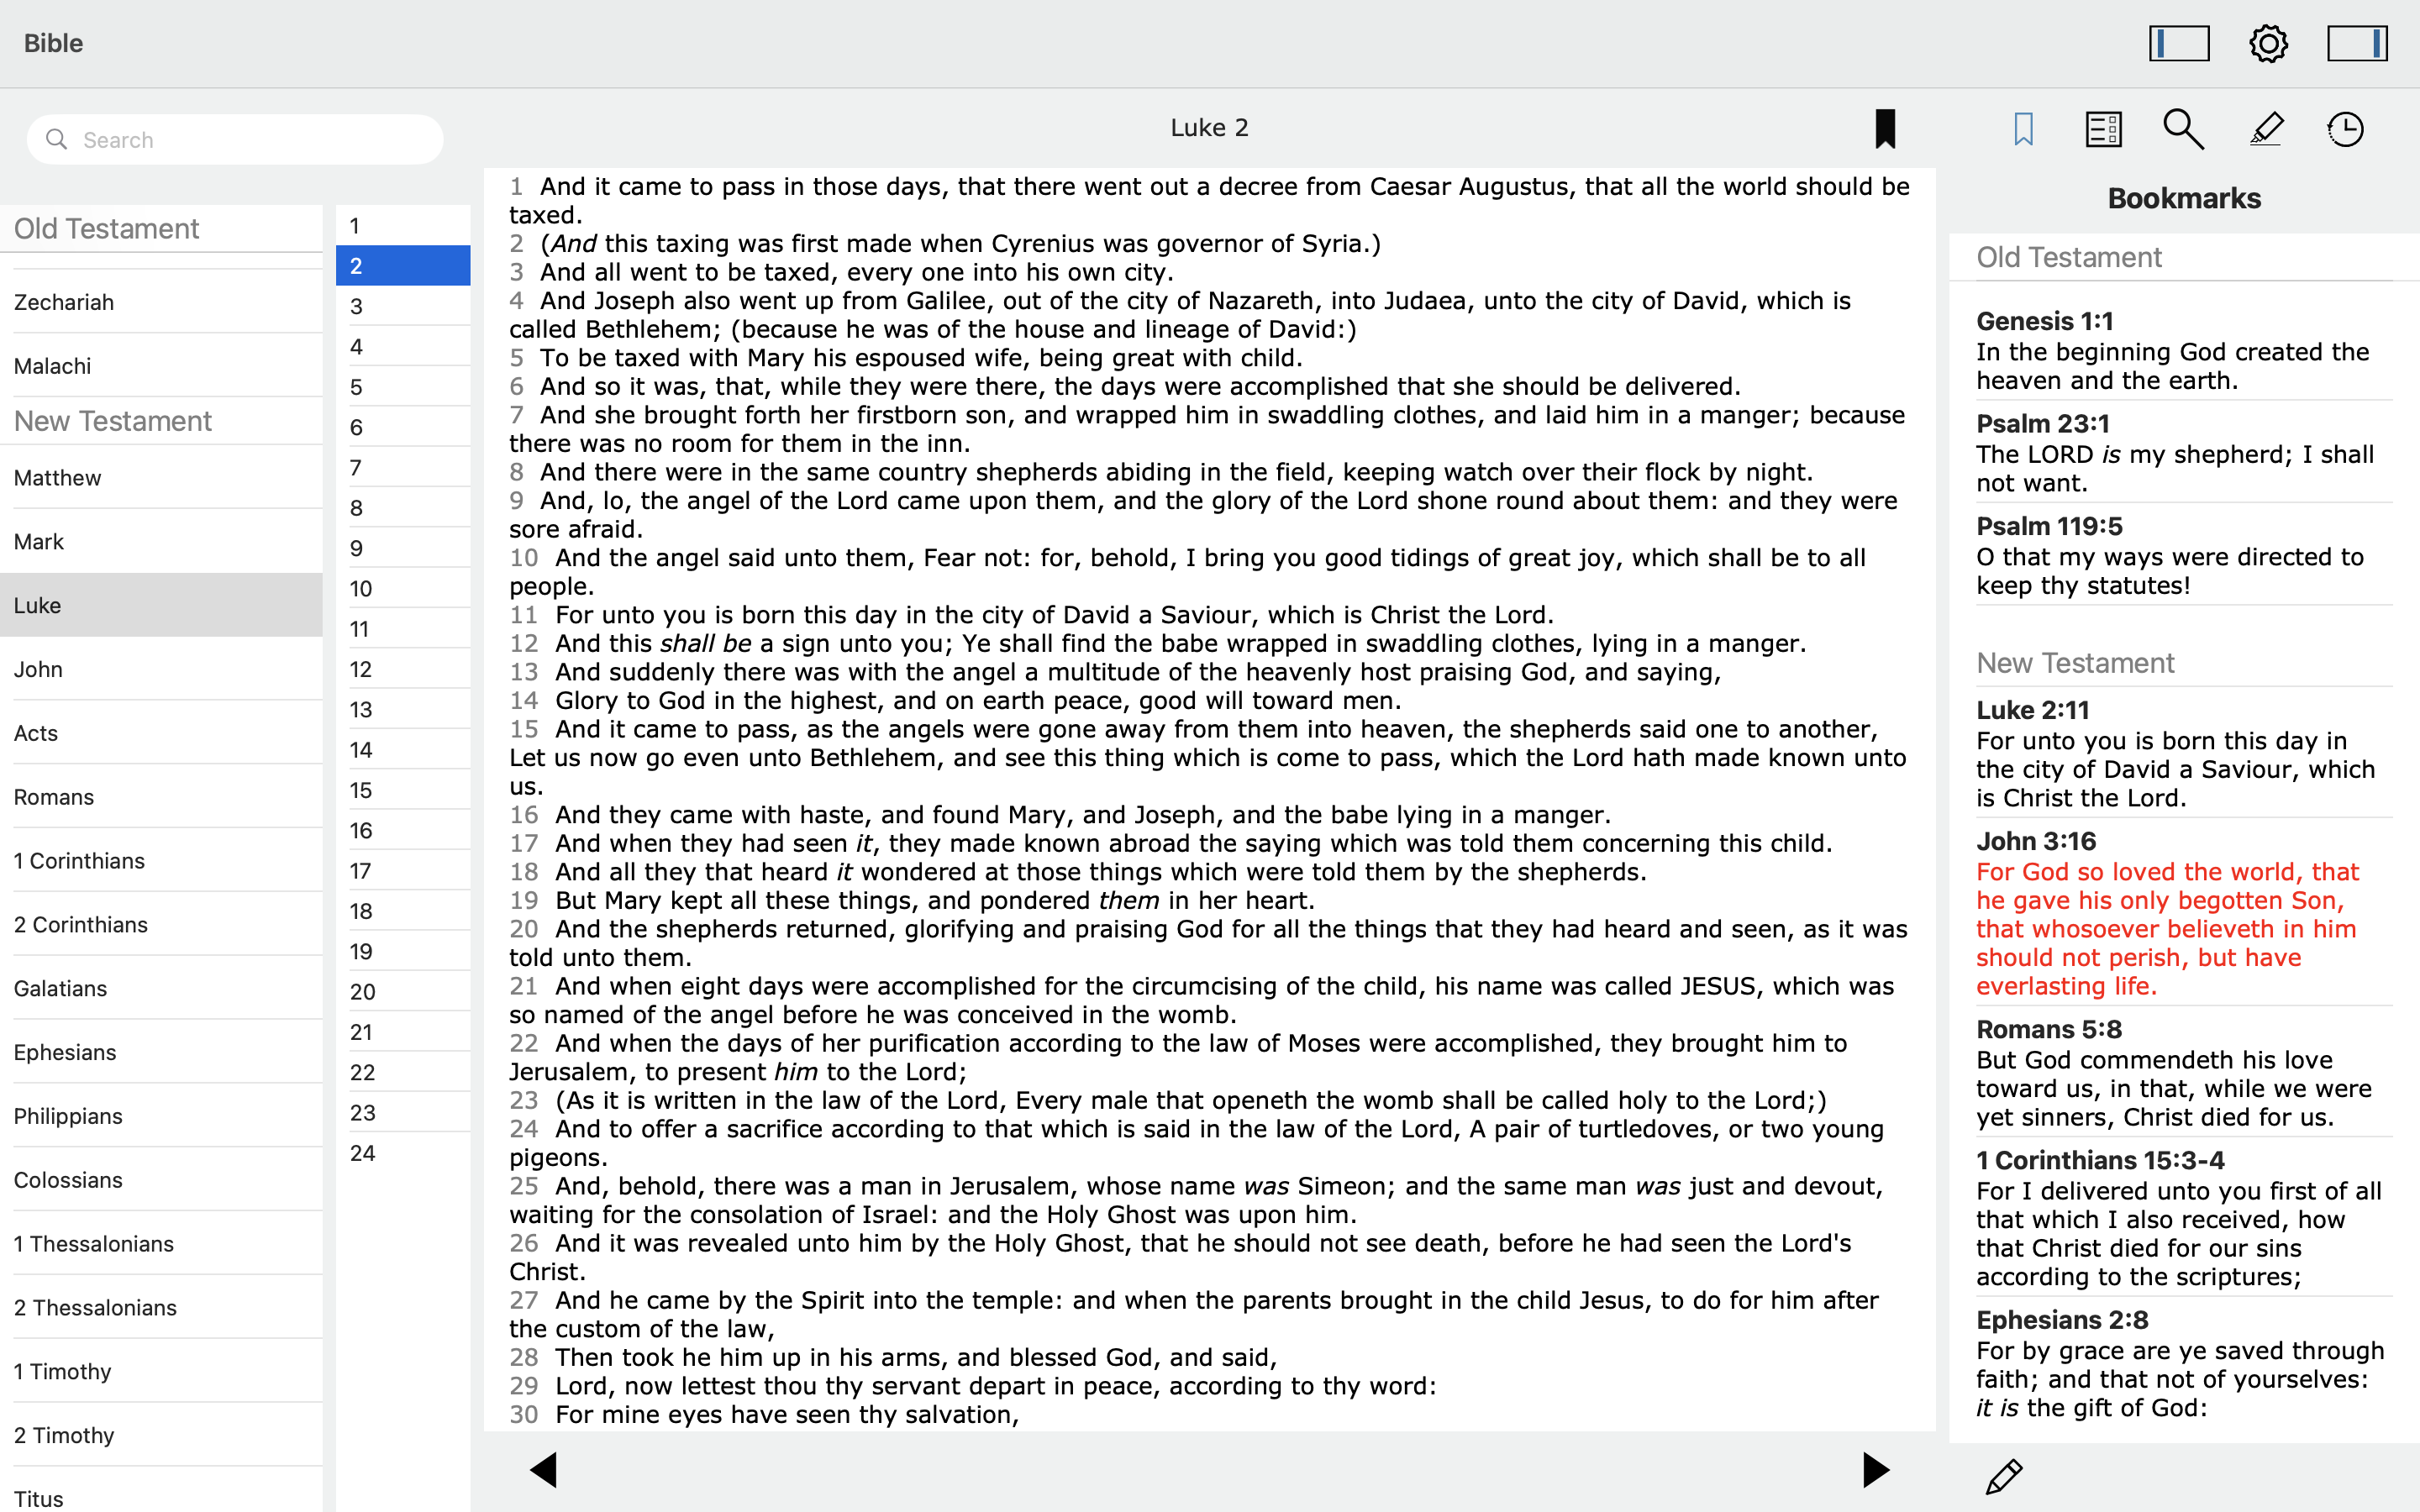 Bible
Search
Old Testament
Zechariah
Malachi
New Testament
Matthew
Mark
Luke
John
Acts
Romans
1 Corinthians
2 Corinthians
Galatians
Ephesians
Philippians
Colossians
1 Thessalonians
2 Thessalonians
1 Timothy
2 Timothy
Titus
1
2
3
4
5
6
7
8
9
10
11
12
13
14
15
16
17
18
19
20
21
22
23
24
Luke 2
1 And it came to pass in those days, that there went out a decree from Caesar Augustus, that all the world should be
taxed.
2 (And this taxing was first made when Cyrenius was governor of Syria.)
3 And all went to be taxed, every one into his own city.
4 And Joseph also went up from Galilee, out of the city of Nazareth, into Judaea, unto the city of David, which is
called Bethlehem; (because he was of the house and lineage of David:)
5 To be taxed with Mary his espoused wife, being great with child.
6 And so it was, that, while they were there, the days were accomplished that she should be delivered.
7 And she brought forth her firstborn son, and wrapped him in swaddling clothes, and laid him in a manger; because
there was no room for them in the inn.
8 And there were in the same country shepherds abiding in the field, keeping watch over their flock by night.
9 And, lo, the angel of the Lord came upon them, and the glory of the Lord shone round about them: and they were
sore afraid.
10 And the angel said unto them, Fear not: for, behold, I bring you good tidings of great joy, which shall be to all
people.
11 For unto you is born this day in the city of David a Saviour, which is Christ the Lord.
12 And this shall be a sign unto you; Ye shall find the babe wrapped in swaddling clothes, lying in a manger.
13 And suddenly there was with the angel a multitude of the heavenly host praising God, and saying,
14 Glory to God in the highest, and on earth peace, good will toward men.
15 And it came to pass, as the angels were gone away from them into heaven, the shepherds said one to another,
Let us now go even unto Bethlehem, and see this thing which is come to pass, which the Lord hath made known unto
us.
16 And they came with haste, and found Mary, and Joseph, and the babe lying in a manger.
17 And when they had seen it, they made known abroad the saying which was told them concerning this child.
18 And all they that heard it wondered at those things which were told them by the shepherds.
19 But Mary kept all these things, and pondered them in her heart.
20 And the shepherds returned, glorifying and praising God for all the things that they had heard and seen, as it was
told unto them.
21 And when eight days were accomplished for the circumcising of the child, his name was called JESUS, which was
so named of the angel before he was conceived in the womb.
22 And when the days of her purification according to the law of Moses were accomplished, they brought him to
Jerusalem, to present him to the Lord;
23 (As it is written in the law of the Lord, Every male that openeth the womb shall be called holy to the Lord;)
24 And to offer a sacrifice according to that which is said in the law of the Lord, A pair of turtledoves, or two young
pigeons.
25 And, behold, there was a man in Jerusalem, whose name was Simeon; and the same man was just and devout,
waiting for the consolation of Israel: and the Holy Ghost was upon him.
26 And it was revealed unto him by the Holy Ghost, that he should not see death, before he had seen the Lord's
Christ.
27 And he came by the Spirit into the temple: and when the parents brought in the child Jesus, to do for him after
the custom of the law,
28 Then took he him up in his arms, and blessed God, and said,
29 Lord, now lettest thou thy servant depart in peace, according to thy word:
30 For mine eyes have seen thy salvation,
Bookmarks
Old Testament
Genesis 1:1
In the beginning God created the
heaven and the earth.
Psalm 23:1
The LORD is my shepherd; I shall
not want.
Psalm 119:5
O that my ways were directed to
keep thy statutes!
New Testament
Luke 2:11
For unto you is born this day in
the city of David a Saviour, which
is Christ the Lord.
John 3:16
For God so loved the world, that
he gave his only begotten Son,
that whosoever believeth in him
should not perish, but have
everlasting life.
Romans 5:8
But God commendeth his love
toward us, in that, while we were
yet sinners, Christ died for us.
1 Corinthians 15:3-4
For I delivered unto you first of all
that which I also received, how
that Christ died for our sins
according to the scriptures;
Ephesians 2:8
For by grace are ye saved through
faith; and that not of yourselves:
it is the gift of God: